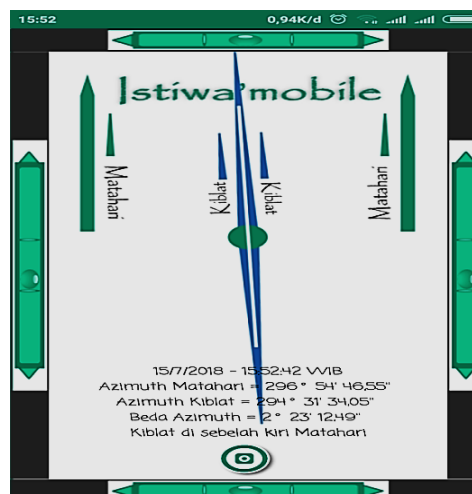 15:52 0,94K/d
Istiwa'mobile
Matahari
Kiblat
Kiblat
Matahari
15/7/2018 - 15:52:42 WIB
Azimuth Matahari = 296° 54' 46,55"
Azimuth Kiblat = 294° 31' 34,05"
Beda Azimuth = 2° 23' 12,49"
Kiblat di sebelah kiri Matahari